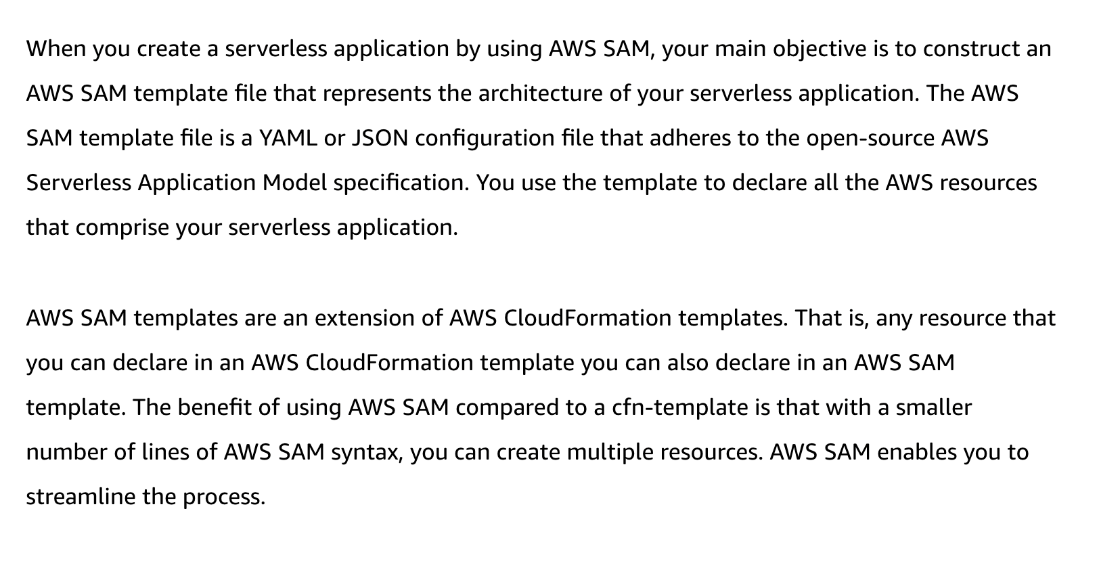 When you create a serverless application by using AWS SAM, your main objective is to construct an
AWS SAM template file that represents the architecture of your serverless application. The AWS
SAM template file is a YAML or JSON configuration file that adheres to the open-source AWS
Serverless Application Model specification. You use the template to declare all the AWS resources
that comprise your serverless application.
AWS SAM templates are an extension of AWS CloudFormation templates. That is, any resource that
you can declare in an AWS CloudFormation template you can also declare in an AWS SAM
template. The benefit of using AWS SAM compared to a cfn-template is that with a smaller
number of lines of AWS SAM syntax, you can create multiple resources. AWS SAM enables you to
streamline the process.